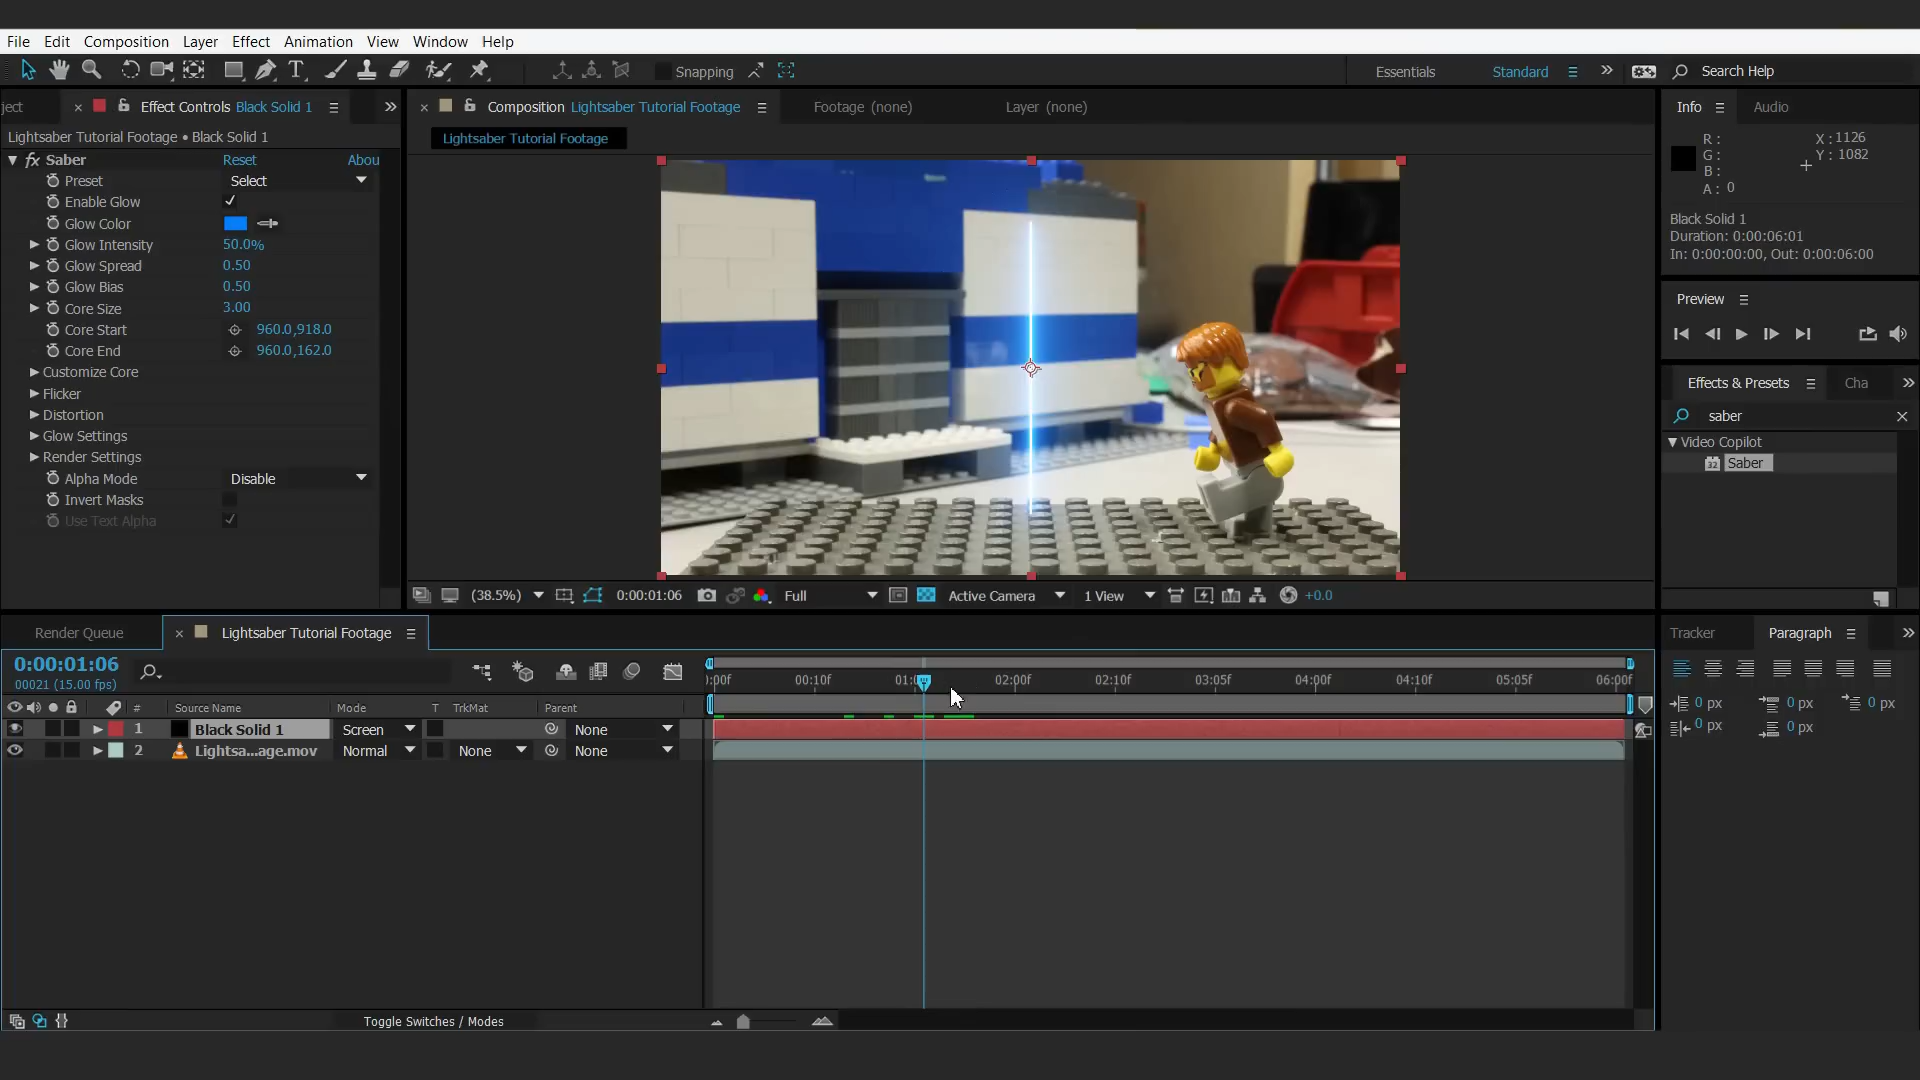 File Edit Composition Layer Effect Animation View Window Help
Snapping
Essentials Standard
Search Help
ject Effect Controls Black Solid 1
Composition Lightsaber Tutorial Footage
Footage (none)
Layer (none)
Info Audio
Lightsaber Tutorial Footage • Black Solid 1
Lightsaber Tutorial Footage
R :
G :
B :
A : 0
X : 1126
Y : 1082
fx Saber Reset Abou
Preset Select
Enable Glow
Glow Color
Glow Intensity 50.0%
Glow Spread 0.50
Glow Bias 0.50
Core Size 3.00
Core Start 960.0,918.0
Core End 960.0,162.0
Customize Core
Flicker
Distortion
Glow Settings
Render Settings
Alpha Mode Disable
Invert Masks
Use Text Alpha
Black Solid 1
Duration: 0:00:06:01
In: 0:00:00:00, Out: 0:00:06:00
Preview
Effects & Presets Cha
saber
Video Copilot
32 Saber
(38.5%) 0:00:01:06 Full Active Camera 1 View +0.0
Render Queue
Lightsaber Tutorial Footage
Tracker Paragraph
0:00:01:06
00021 (15.00 fps)
):00f 00:10f 01:0 02:00f 02:10f 03:05f 04:00f 04:10f 05:05f 06:00f
# Source Name Mode T TrkMat Parent
1 Black Solid 1 Screen None
2 Lightsa...age.mov Normal None None
0 px 0 px 0 px
0 px 0 px
Toggle Switches / Modes